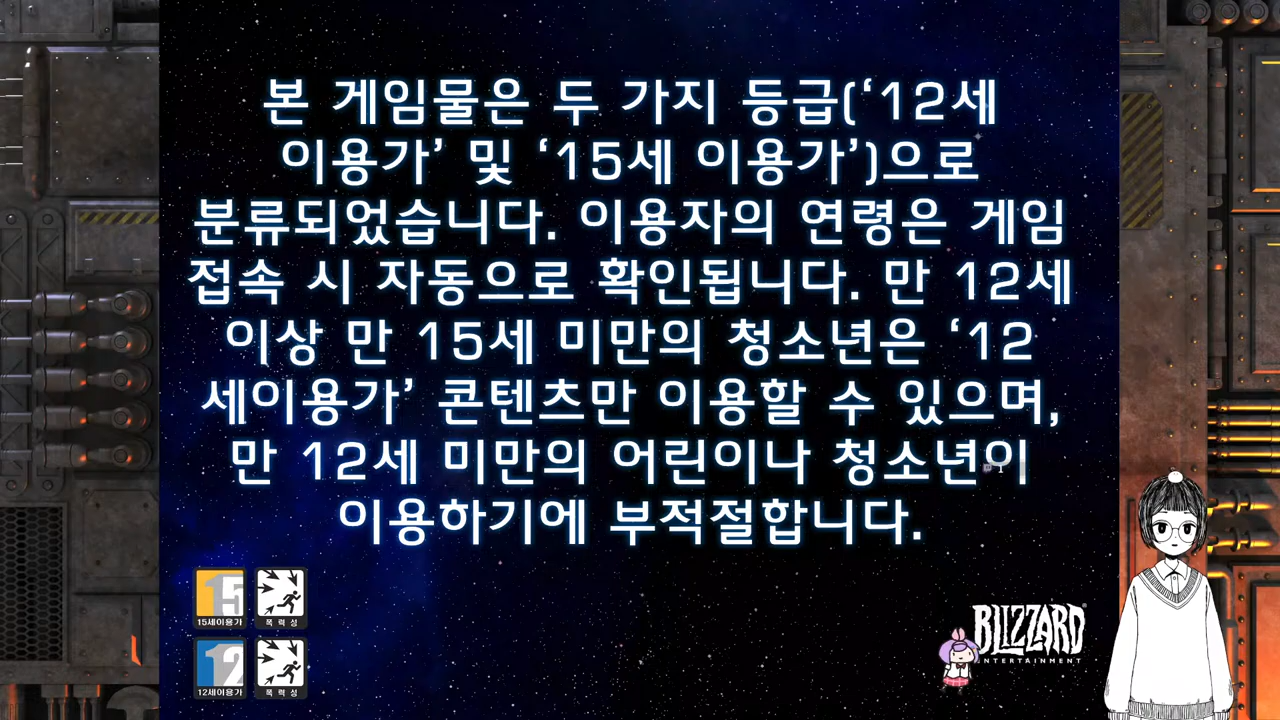 본 게임물은 두 가지 등급(‘12세
이용가’ 및 ‘15세 이용가’)으로
분류되었습니다. 이용자의 연령은 게임
접속 시 자동으로 확인됩니다. 만 12세
이상 만 15세 미만의 청소년은 ‘12
세이용가’ 콘텐츠만 이용할 수 있으며,
만 12세 미만의 어린이나 청소년이
이용하기에 부적절합니다.
15
15세이용가
폭력성
12
12세이용가
폭력성
BLIZZARD
NTERTAINMENT